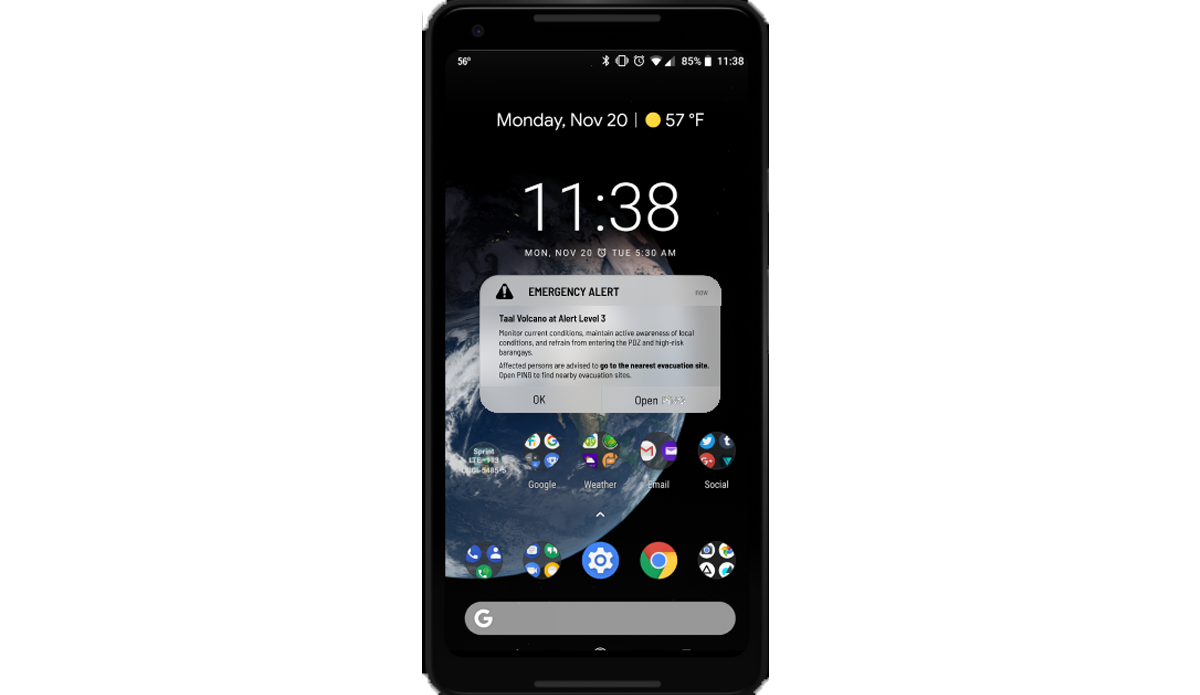 56°
85% 11:38
Monday, Nov 20 | 57 °F
11:38
MON, NOV 20 TUE 5:30 AM
EMERGENCY ALERT now
Taal Volcano at Alert Level 3
Monitor current conditions, maintain active awareness of local
conditions, and refrain from entering the PDZ and high-risk
barangays.
Affected persons are advised to go to the nearest evacuation site.
Open PING to find nearby evacuation sites.
OK Open
Sprint
Google Weather Email Social